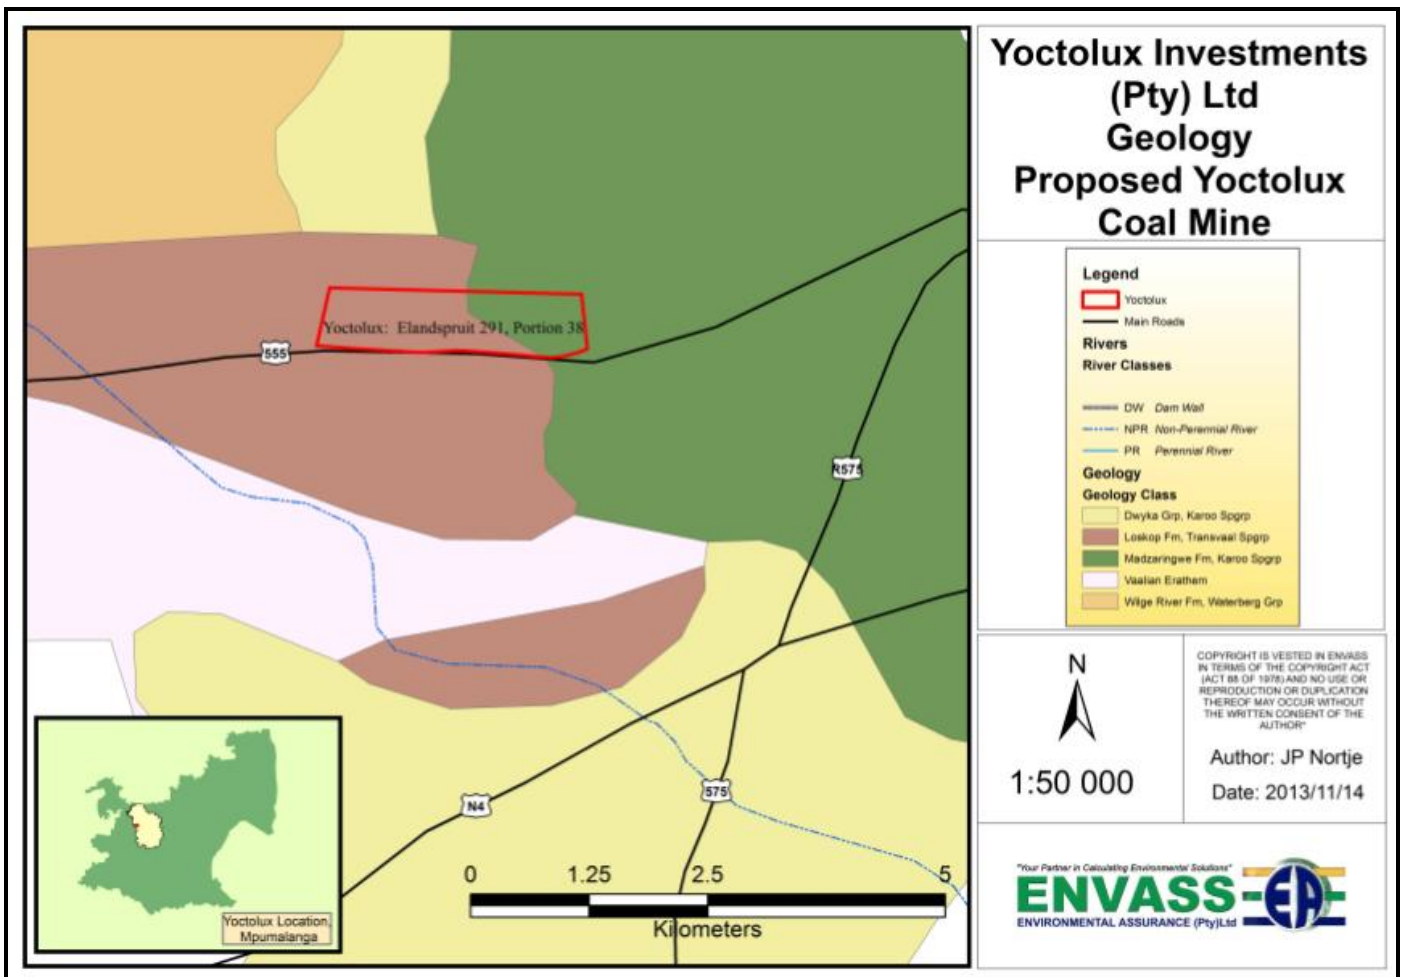 Yoctolux Investments
(Pty) Ltd
Geology
Proposed Yoctolux
Coal Mine
Legend
Yoctolux
Main Roads
Rivers
River Classes
DW Dam Wall
NPR Non-Perennial River
PR Perennial River
Geology
Geology Class
Dwyka Grp, Karoo Spgrp
Loskop Fm, Transvaal Spgrp
Madzaringwe Fm, Karoo Spgrp
Vaalian Erathem
Wilge River Fm, Waterberg Grp
Yoctolux: Elandspruit 291, Portion 38
555
R575
N4
575
0 1.25 2.5 5
Kilometers
Yoctolux Location,
Mpumalanga
N
1:50 000
COPYRIGHT IS VESTED IN ENVASS
IN TERMS OF THE COPYRIGHT ACT
(ACT 88 OF 1978) AND NO USE OR
REPRODUCTION OR DUPLICATION
THEREOF MAY OCCUR WITHOUT
THE WRITTEN CONSENT OF THE
AUTHOR"
Author: JP Nortje
Date: 2013/11/14
"Your Partner in Calculating Environmental Solutions"
ENVASS
EA
ENVIRONMENTAL ASSURANCE (Pty)Ltd